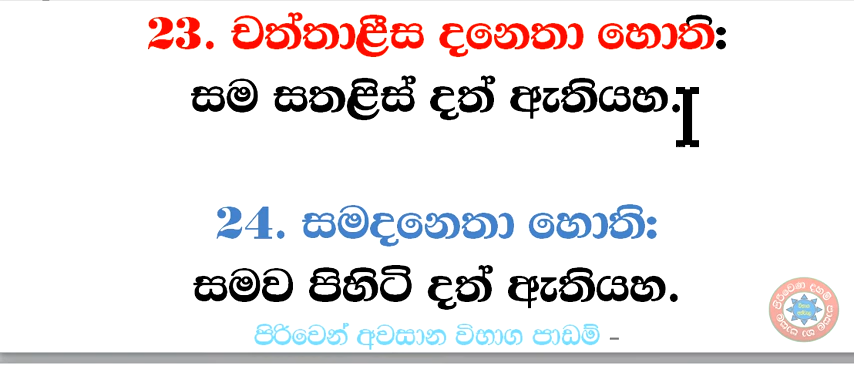 23. චත්තාළීස දනෙතා හොති:
සම සතළිස් දත් ඇතියහ.
24. සමදනෙතා හොති:
සමව පිහිටි දත් ඇතියහ.
පිරිවෙන් අවසාන විභාග පාඩම් -